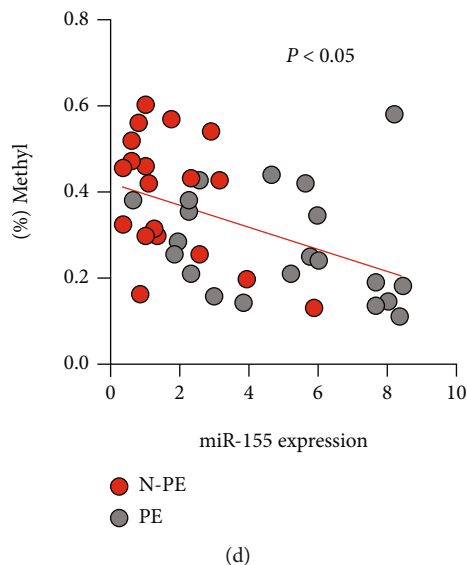 0.8
P < 0.05
0.6
(%) Methyl
0.4
0.2
0.0
0 2 4 6 8 10
miR-155 expression
N-PE
PE
(d)